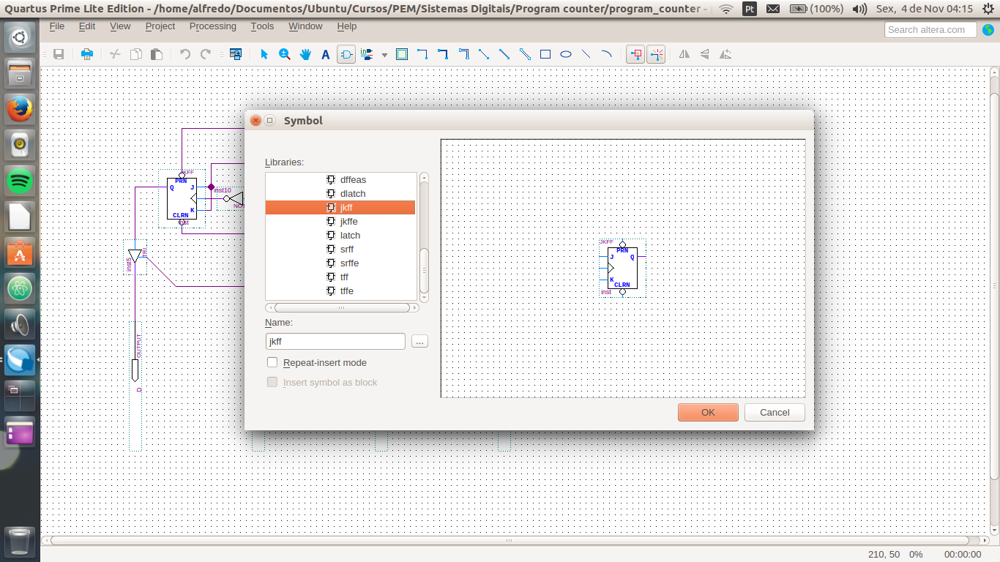 Quartus Prime Lite Edition - /home/alfredo/Documentos/Ubuntu/Cursos/PEM/Sistemas Digitais/Program counter/program_counter -
Pt
(100%)
Sex, 4 de Nov 04:15
File Edit View Project Processing Tools Window Help
Search altera.com
Symbol
Libraries:
dffeas
dlatch
jkff
jkffe
latch
srff
srffe
tff
tffe
Name:
jkff
...
Repeat-insert mode
Insert symbol as block
OK
Cancel
JKFF
PRN
J Q
K
CLRN
inst
JKFF
PRN
Q J
K
CLRN
inst
inst10
NOT
TRI
inst5
OUTPUT
D
210, 50 0% 00:00:00